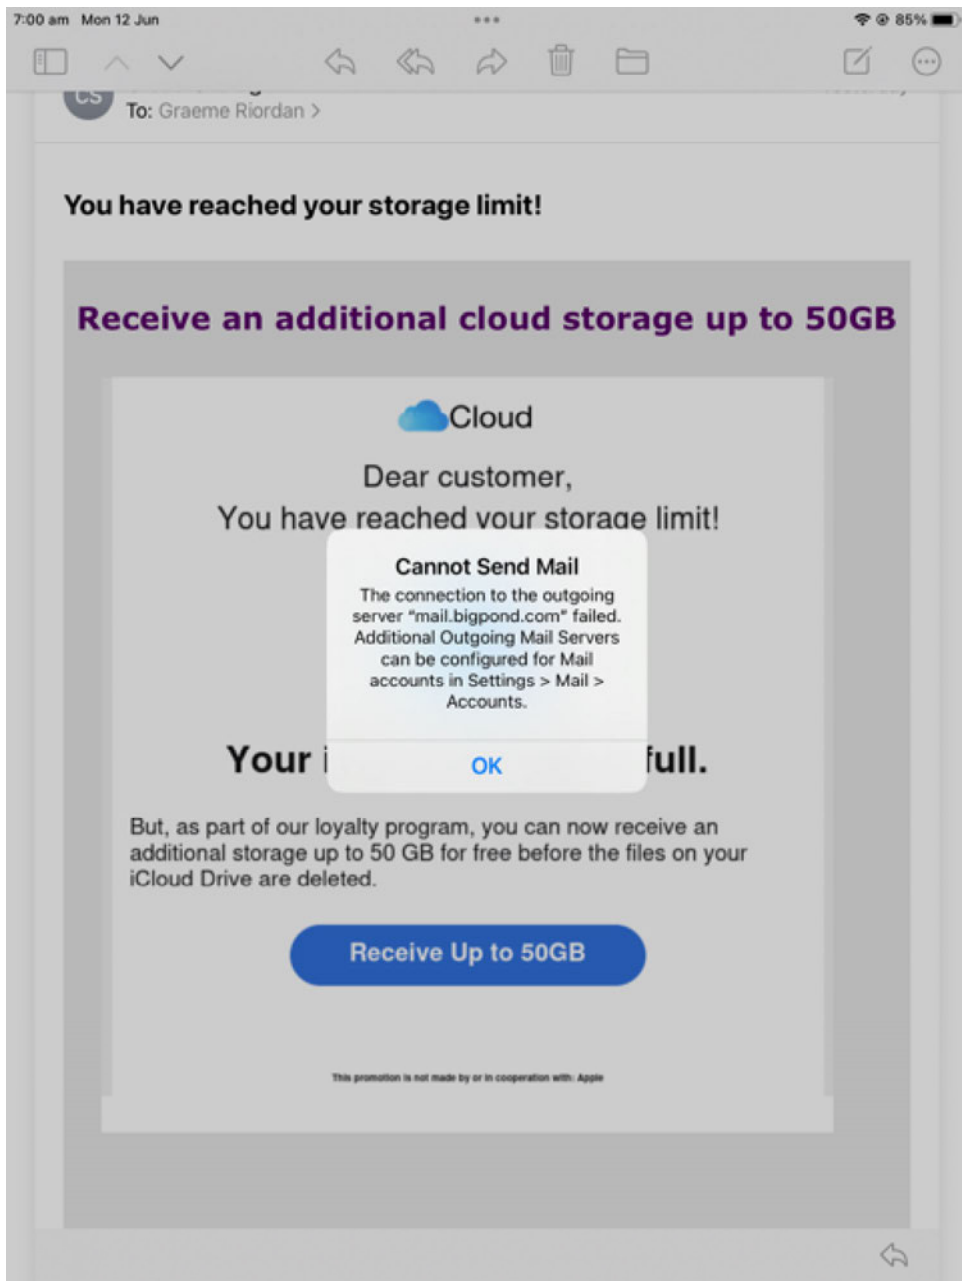 7:00 am Mon 12 Jun
85%
CS
To: Graeme Riordan >
You have reached your storage limit!
Receive an additional cloud storage up to 50GB
Cloud
Dear customer,
You have reached your storage limit!
Cannot Send Mail
The connection to the outgoing
server “mail.bigpond.com” failed.
Additional Outgoing Mail Servers
can be configured for Mail
accounts in Settings > Mail >
Accounts.
OK
Your full.
But, as part of our loyalty program, you can now receive an
additional storage up to 50 GB for free before the files on your
iCloud Drive are deleted.
Receive Up to 50GB
This promotion is not made by or in cooperation with: Apple